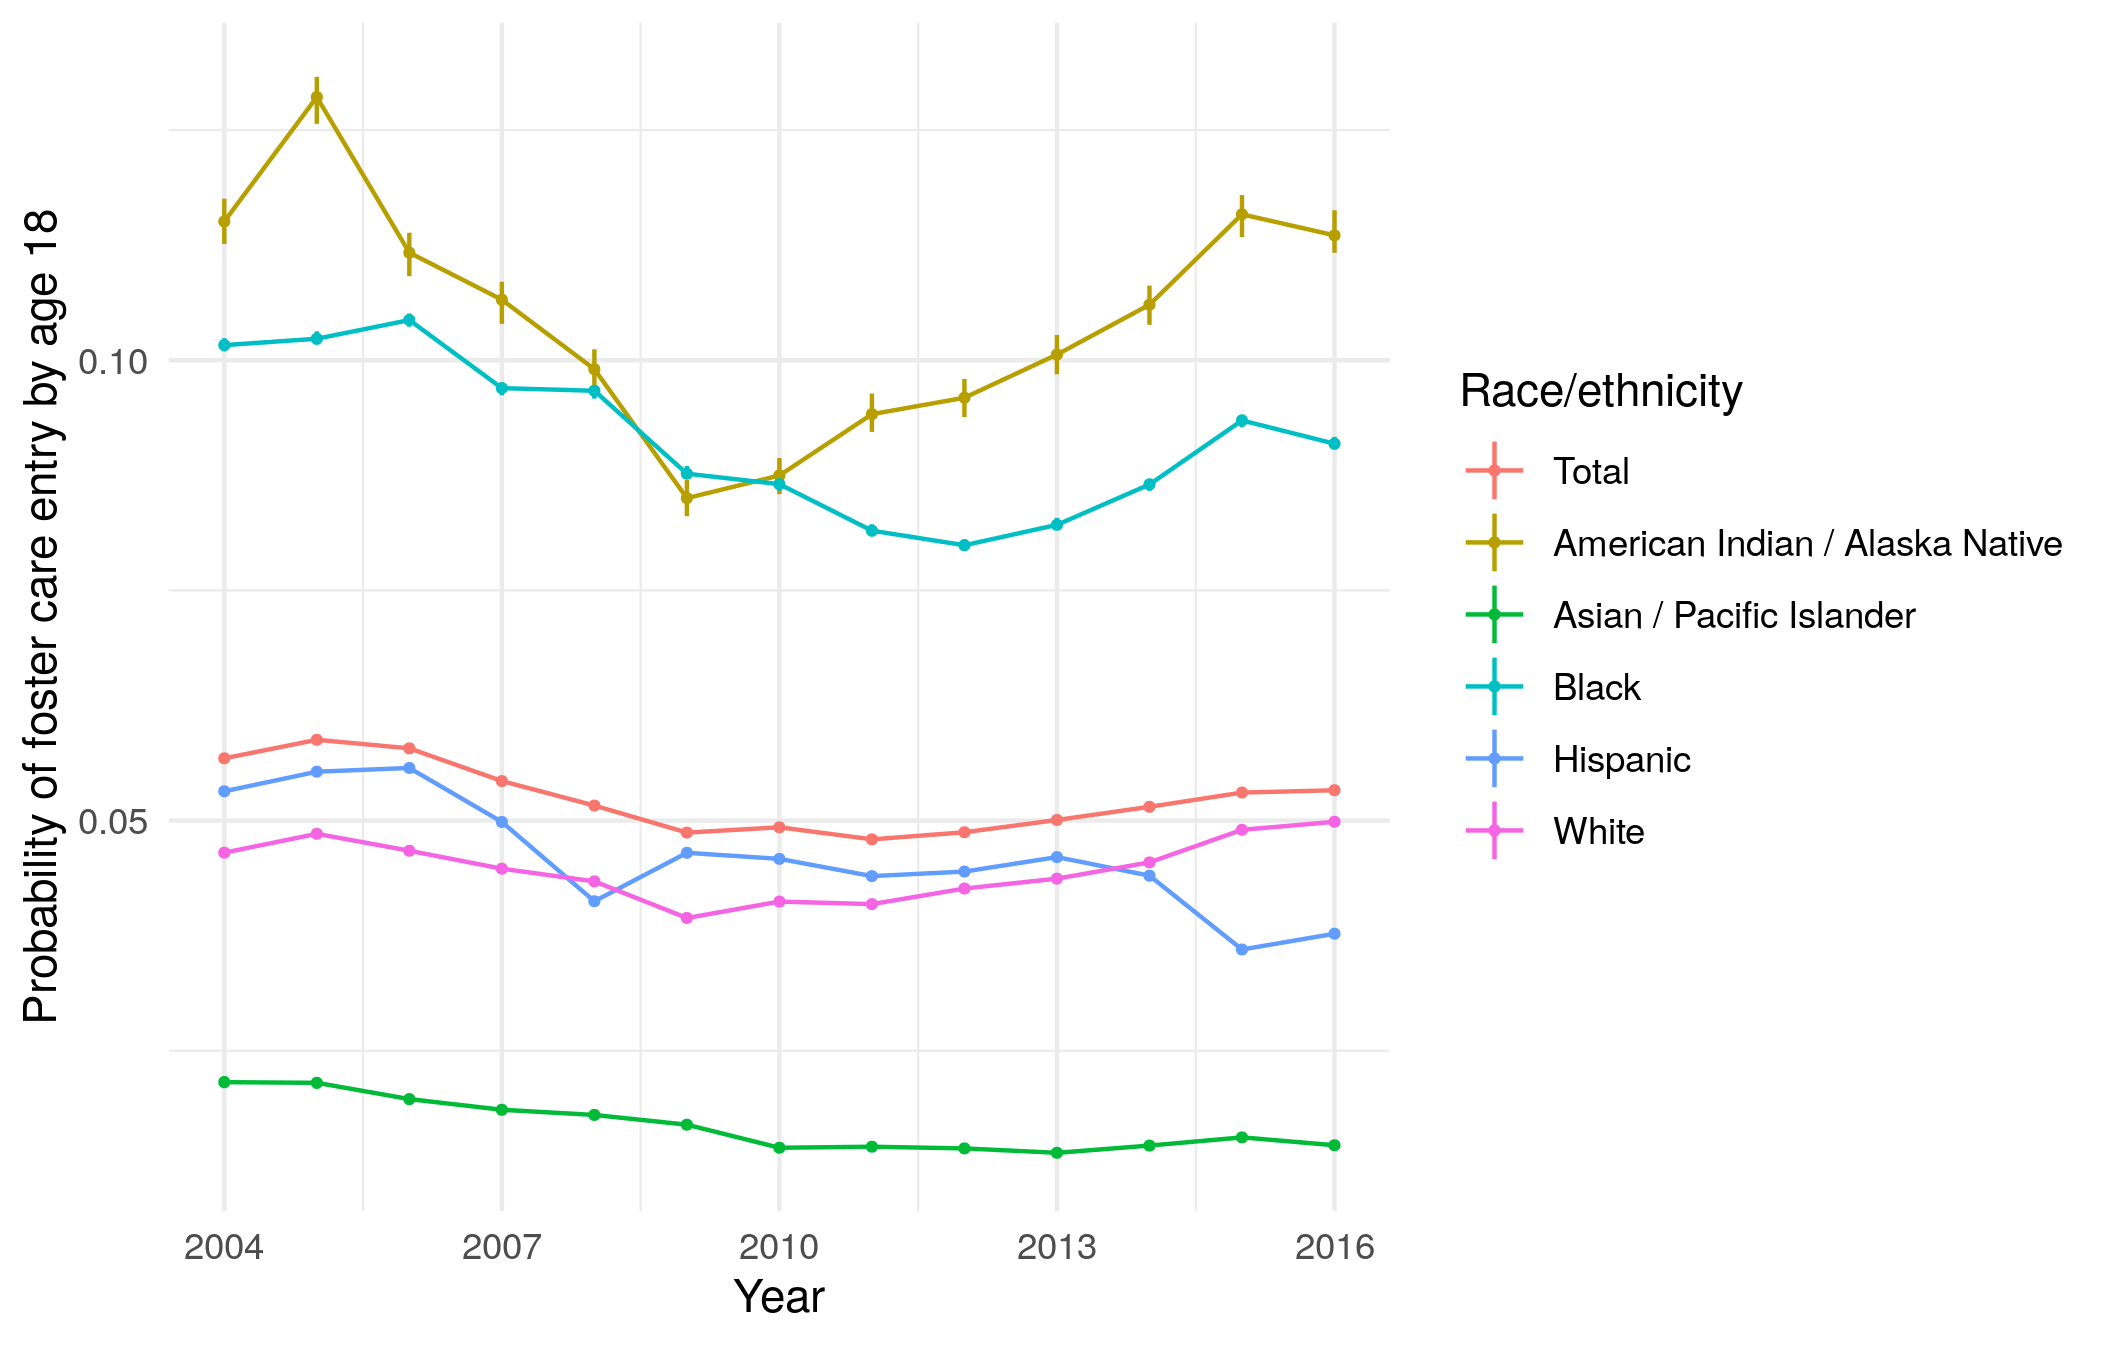 Probability of foster care entry by age 18
0.10
0.05
2004 2007 2010 2013 2016
Year
Race/ethnicity
Total
American Indian / Alaska Native
Asian / Pacific Islander
Black
Hispanic
White